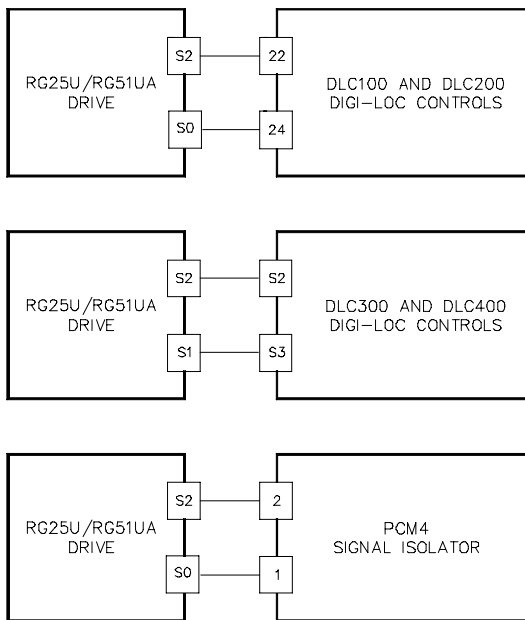 S2 22
RG25U/RG51UA DLC100 AND DLC200
DRIVE DIGI-LOC CONTROLS
S0 24
S2 S2
RG25U/RG51UA DLC300 AND DLC400
DRIVE DIGI-LOC CONTROLS
S1 S3
S2 2
RG25U/RG51UA PCM4
DRIVE SIGNAL ISOLATOR
S0 1